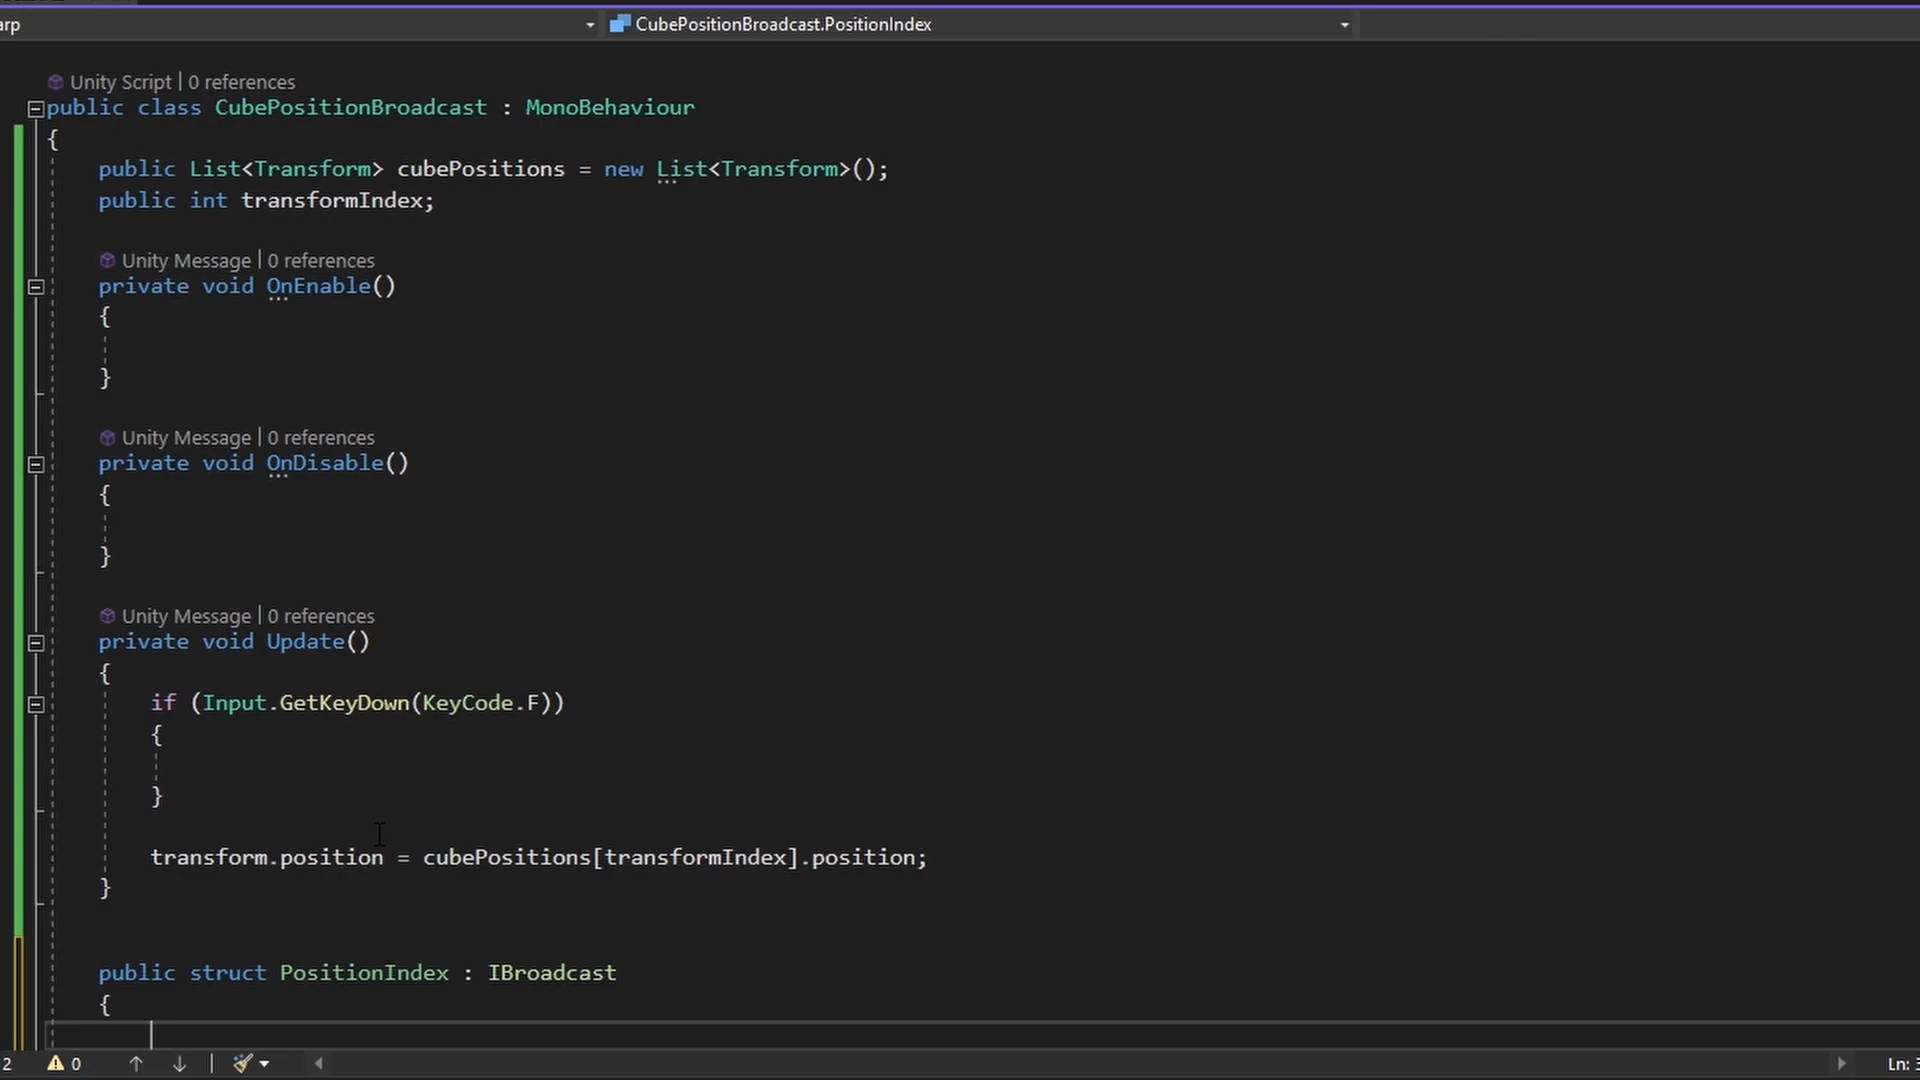 arp
CubePositionBroadcast.PositionIndex
Unity Script | 0 references
public class CubePositionBroadcast : MonoBehaviour
{
public List<Transform> cubePositions = new List<Transform>();
public int transformIndex;
Unity Message | 0 references
private void OnEnable()
{
}
Unity Message | 0 references
private void OnDisable()
{
}
Unity Message | 0 references
private void Update()
{
if (Input.GetKeyDown(KeyCode.F))
{
}
transform.position = cubePositions[transformIndex].position;
}
public struct PositionIndex : IBroadcast
{
2 0 Ln: